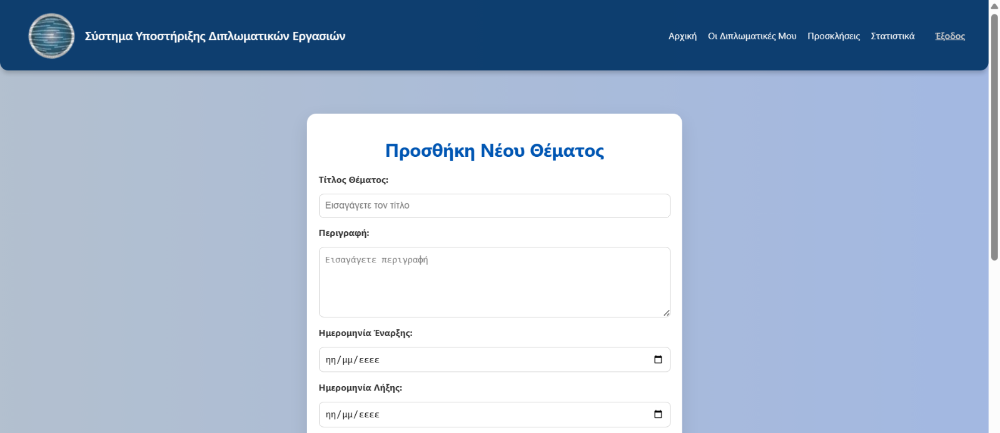 Σύστημα Υποστήριξης Διπλωματικών Εργασιών
Αρχική Οι Διπλωματικές Μου Προσκλήσεις Στατιστικά Έξοδος
Προσθήκη Νέου Θέματος
Τίτλος Θέματος:
Εισαγάγετε τον τίτλο
Περιγραφή:
Εισαγάγετε περιγραφή
Ημερομηνία Έναρξης:
ηη/μμ/εεεε
Ημερομηνία Λήξης:
ηη/μμ/εεεε